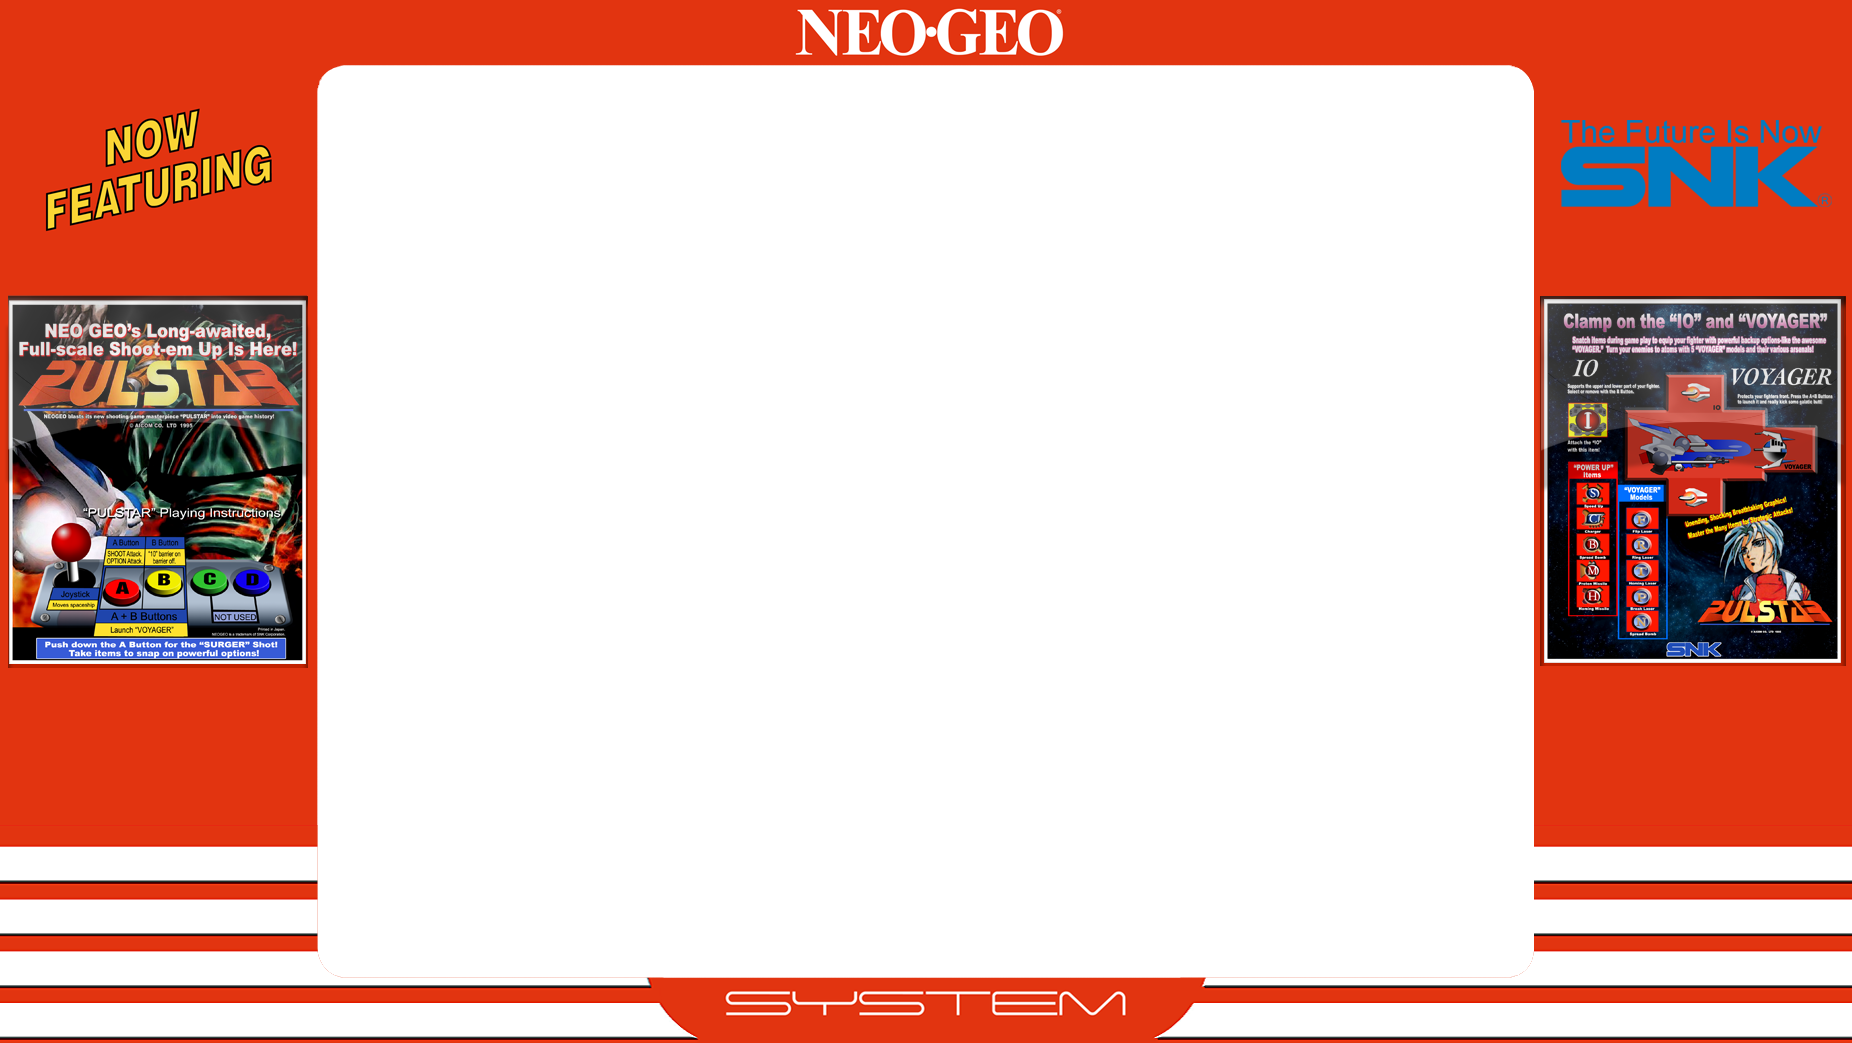 NEO•GEO®
NOW
FEATURING
NEO GEO's Long-awaited,
Full-scale Shoot-em Up Is Here!
PULSTAR
NEOGEO blasts its new shooting game masterpiece "PULSTAR" into video game history!
© AICOM CO, LTD 1995
"PULSTAR" Playing Instructions
A Button B Button
SHOOT Attack. "10" barrier on
OPTION Attack. barrier off.
A B C D
Joystick
Moves spaceship
A + B Buttons
NOT USED
Launch "VOYAGER"
Printed in Japan.
NEOGEO is a trademark of SNK Corporation.
Push down the A Button for the "SURGER" Shot!
Take items to snap on powerful options!
The Future Is Now
SNK®
Clamp on the "IO" and "VOYAGER"
Snatch items during game play to equip your fighter with powerful backup options-like the awesome
"VOYAGER." Turn your enemies to atoms with 5 "VOYAGER" models and their various arsenals!
IO
Supports the upper and lower part of your fighter.
Select or remove with the B Button.
VOYAGER
Protects your fighters front. Press the A+B Buttons
to launch it and really kick some galatic butt!
IO
I
Attach the "IO"
with this item!
VOYAGER
"POWER UP"
Items
S
Speed Up
C
Charger
B
Spread Bomb
M
Proton Missile
H
Homing Missile
"VOYAGER"
Models
Flip Laser
R
Ring Laser
Homing Laser
Break Laser
Spread Bomb
Unending, Shocking Breathtaking Graphics!
Master the Many Items for Strategic Attacks!
PULSTAR
© AICOM CO, LTD 1995
SNK
SYSTEM